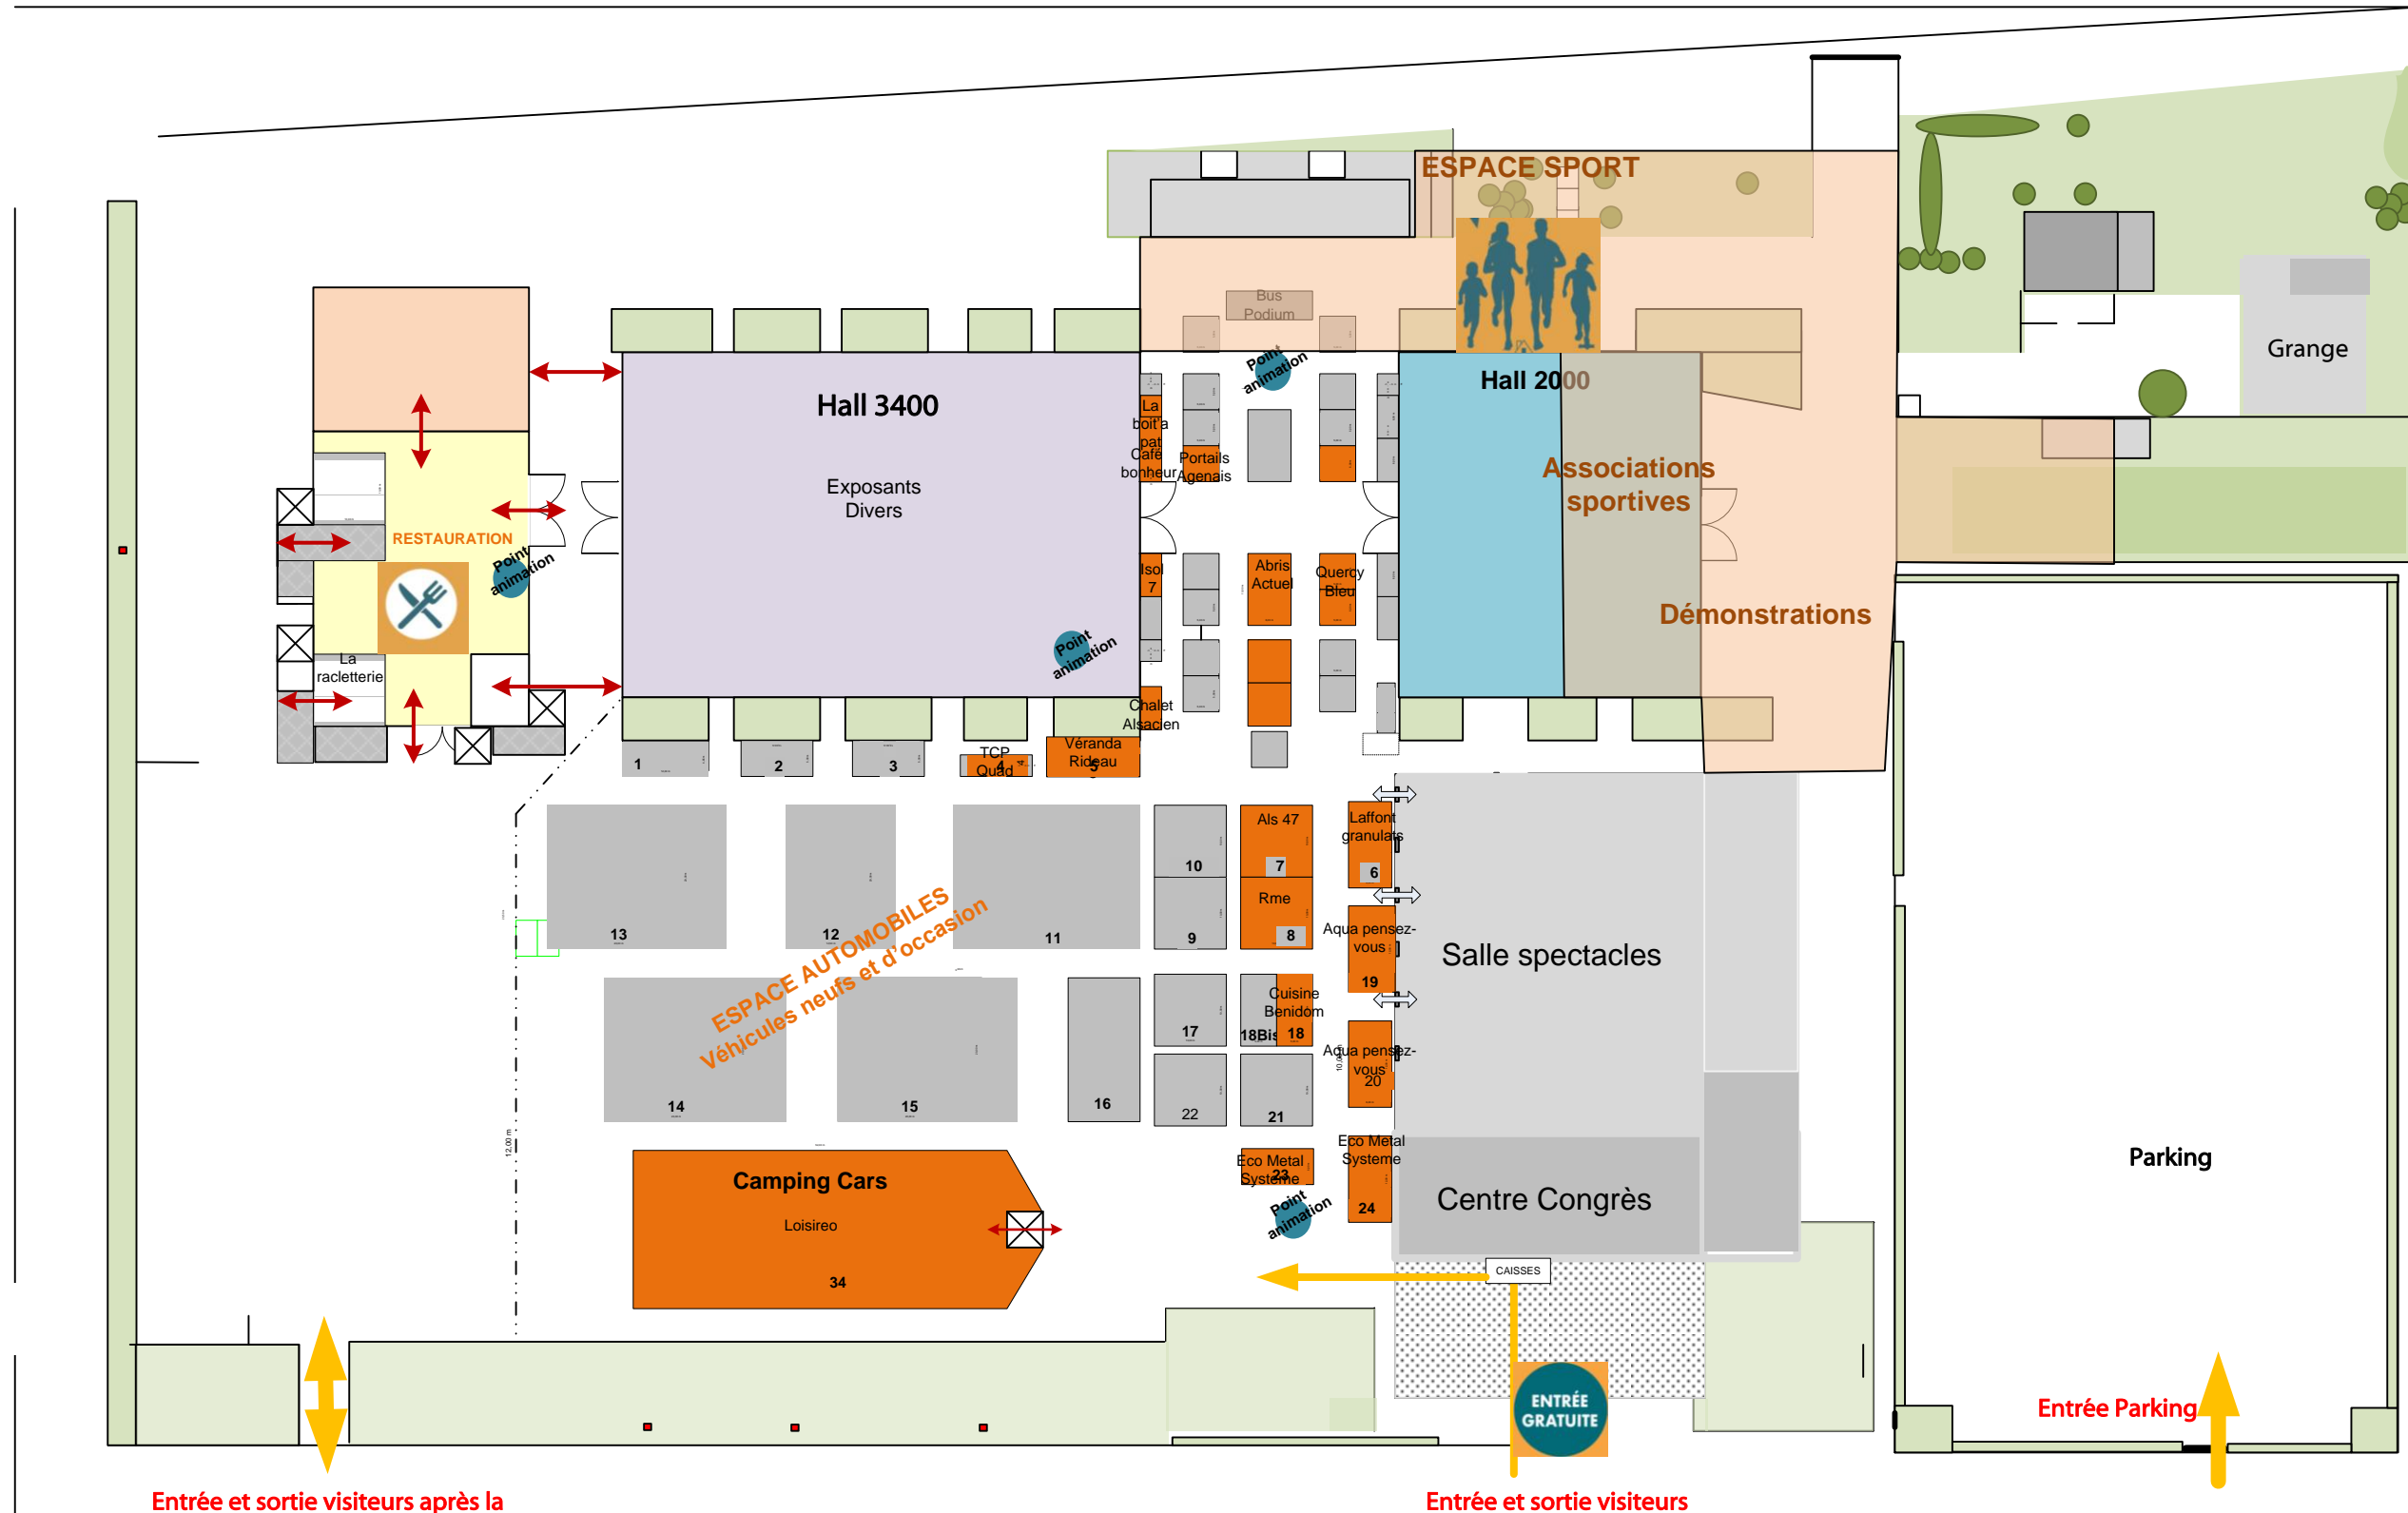 ESPACE SPORT
Bus
Podium
Point
animation
Grange
Hall 3400
Exposants
Divers
Hall 2000
La
boit'a
pat
Café
bonheur
Portails
Agenais
Associations
sportives
RESTAURATION
Point
animation
Isol
7
Abris
Actuel
Quercy
Bleu
Démonstrations
Point
animation
La
racletterie
Chalet
Alsacien
1
2
3
TCP
Quad
4
Véranda
Rideau
5
Als 47
7
Laffont
granulats
6
10
Rme
8
9
13
12
11
ESPACE AUTOMOBILES
Véhicules neufs et d'occasion
Aqua pensez-
vous
19
Salle spectacles
17
Cuisine
Benidom
18Bis
18
Aqua pensez-
vous
20
10,00 m
14
15
16
22
21
12,00 m
Eco Metal
Systeme
23
Eco Metal
Systeme
24
Camping Cars
Loisireo
34
Point
animation
Centre Congrès
CAISSES
Parking
ENTRÉE
GRATUITE
Entrée Parking
Entrée et sortie visiteurs après la
Entrée et sortie visiteurs